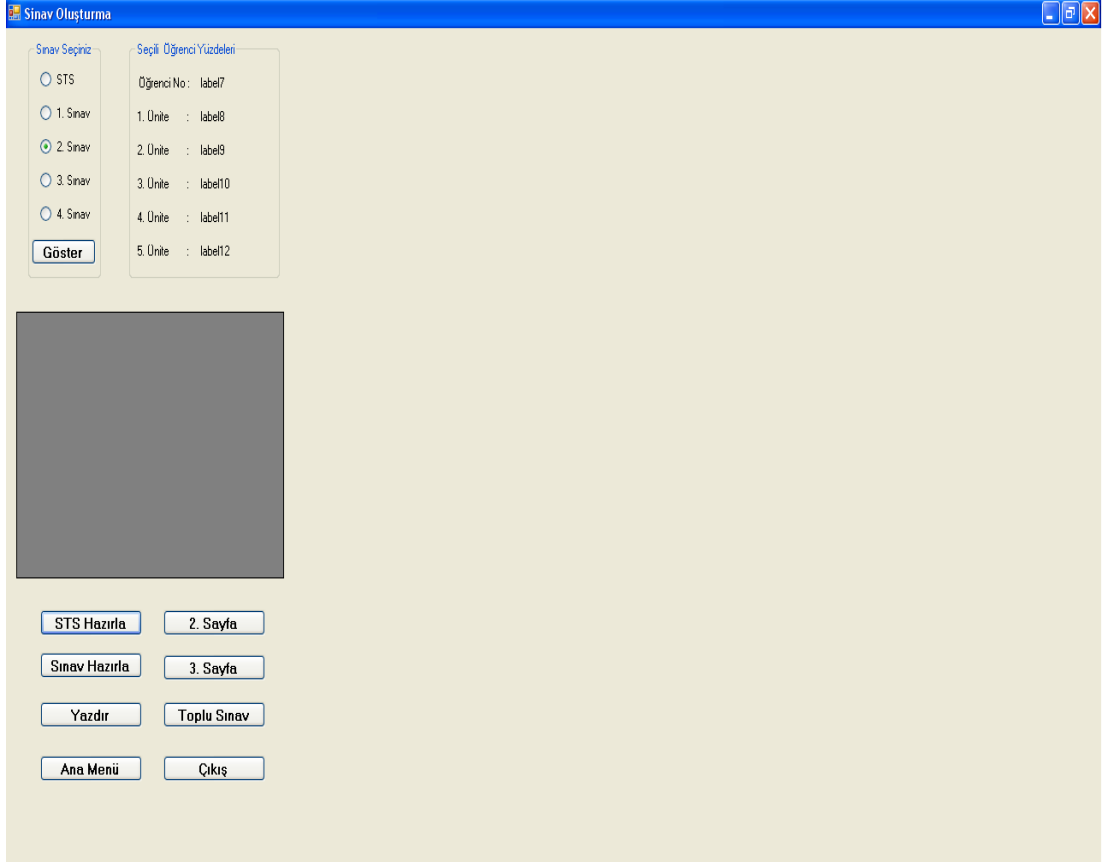 Sinav Oluşturma
Sınav Seçiniz
STS
1. Sınav
2. Sınav
3. Sınav
4. Sınav
Göster
Seçili Öğrenci Yüzdeleri
Öğrenci No : label7
1. Ünite : label8
2. Ünite : label9
3. Ünite : label10
4. Ünite : label11
5. Ünite : label12
STS Hazırla
2. Sayfa
Sınav Hazırla
3. Sayfa
Yazdır
Toplu Sınav
Ana Menü
Çıkış